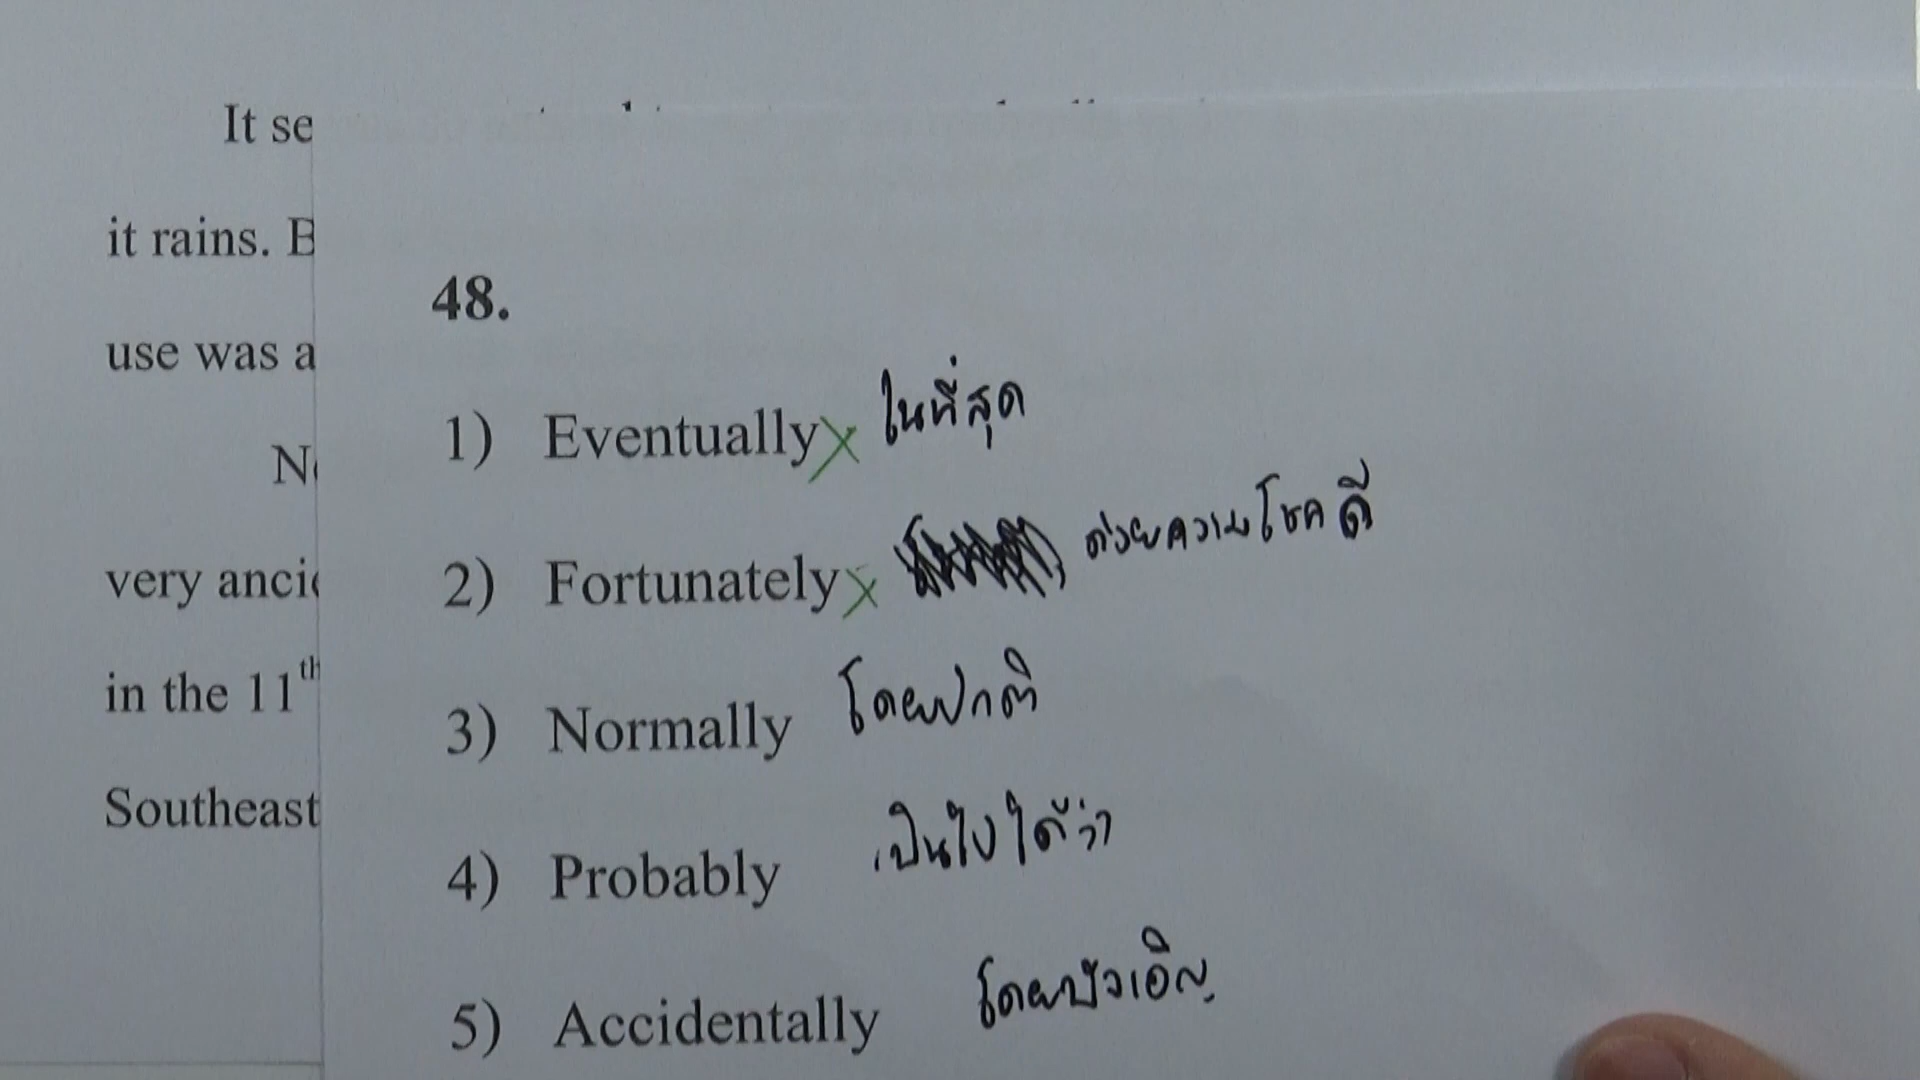 It se
it rains. B
use was a
N
very anci
in the 11th
Southeast
48.
1) Eventually x ในที่สุด
2) Fortunately x ด้วยความโชคดี
3) Normally โดยปกติ
4) Probably เป็นไปได้ว่า
5) Accidentally โดยบังเอิญ